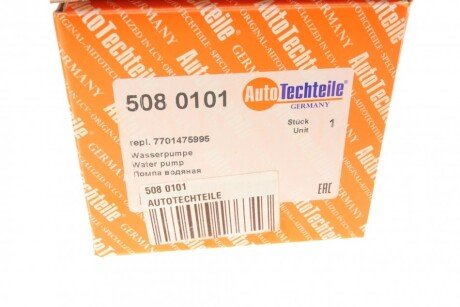 508 0101
AutoTechteile
GERMANY
repl. 7701475995
Stück
Unit 1
Wasserpumpe
Water pump
Помпа водяная
EAC
508 0101
AUTOTECHTEILE